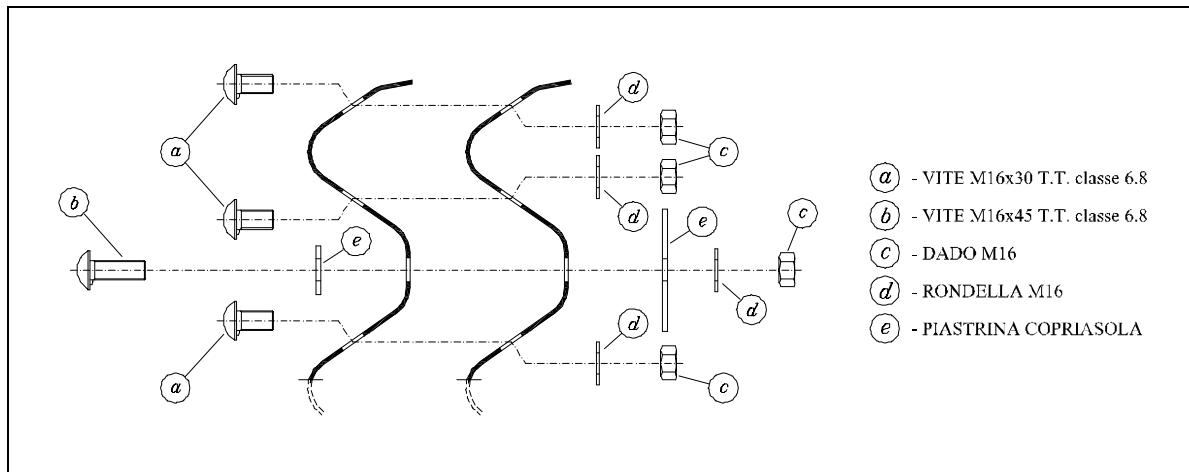 d
a
c
d
b
e
e
c
d
d
a
c
a - VITE M16x30 T.T. classe 6.8
b - VITE M16x45 T.T. classe 6.8
c - DADO M16
d - RONDELLA M16
e - PIASTRINA COPRIASOLA